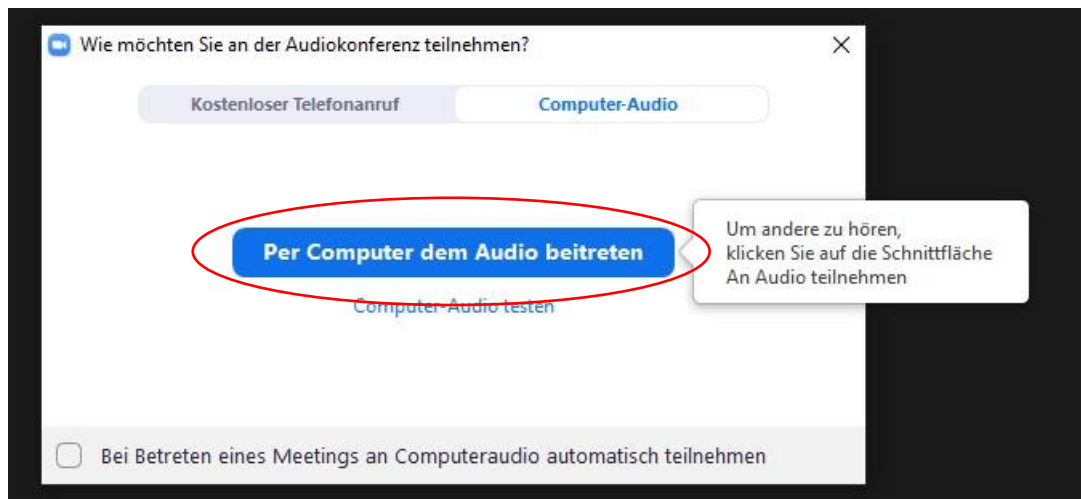 Wie möchten Sie an der Audiokonferenz teilnehmen?
Kostenloser Telefonanruf
Computer-Audio
Per Computer dem Audio beitreten
Um andere zu hören,
klicken Sie auf die Schnittfläche
An Audio teilnehmen
Computer-Audio testen
Bei Betreten eines Meetings an Computeraudio automatisch teilnehmen